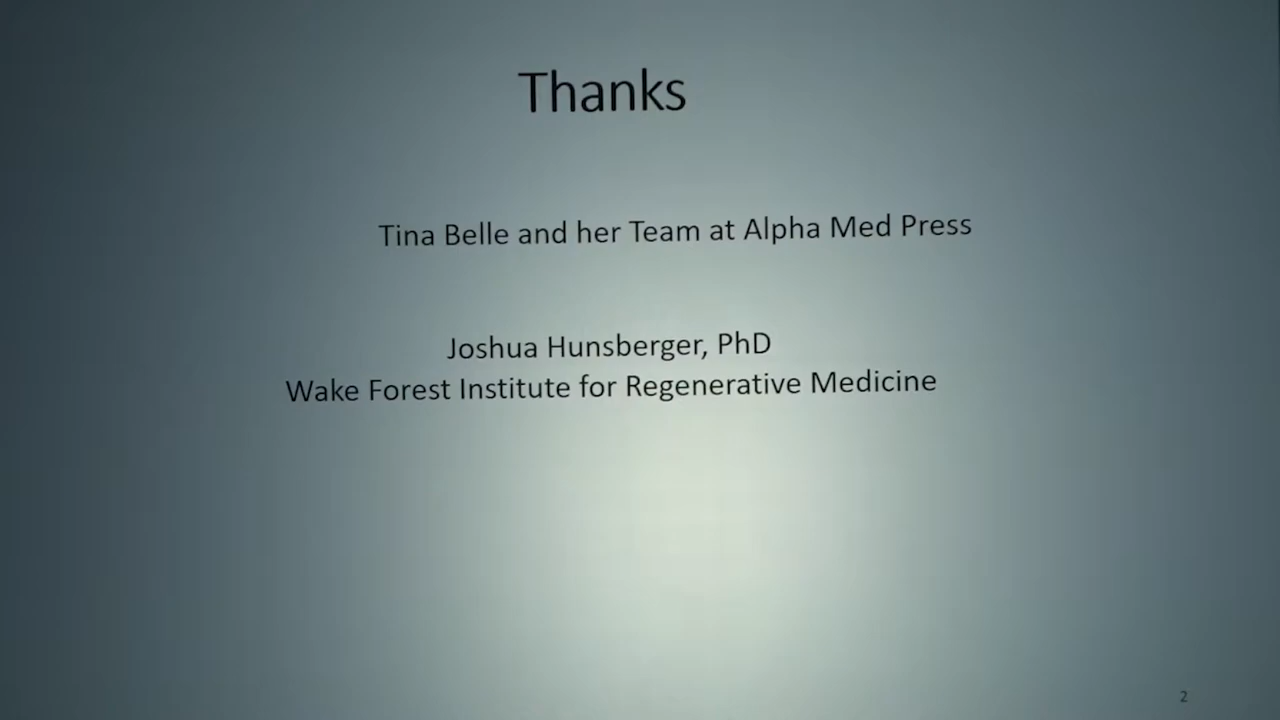 Thanks
Tina Belle and her Team at Alpha Med Press
Joshua Hunsberger, PhD
Wake Forest Institute for Regenerative Medicine
2